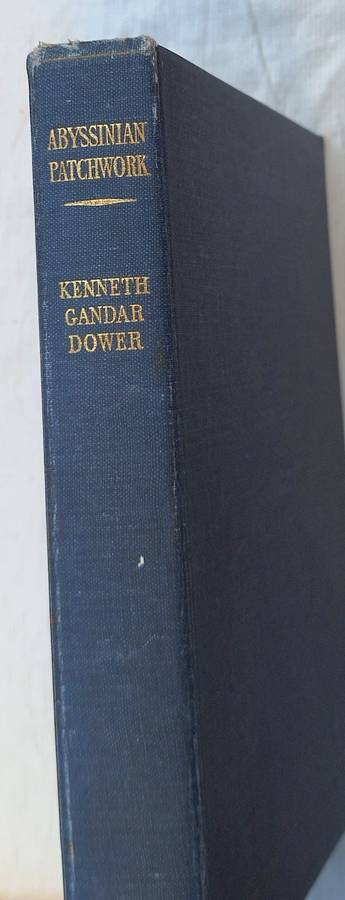 ABYSSINIAN
PATCHWORK
KENNETH
GANDAR
DOWER